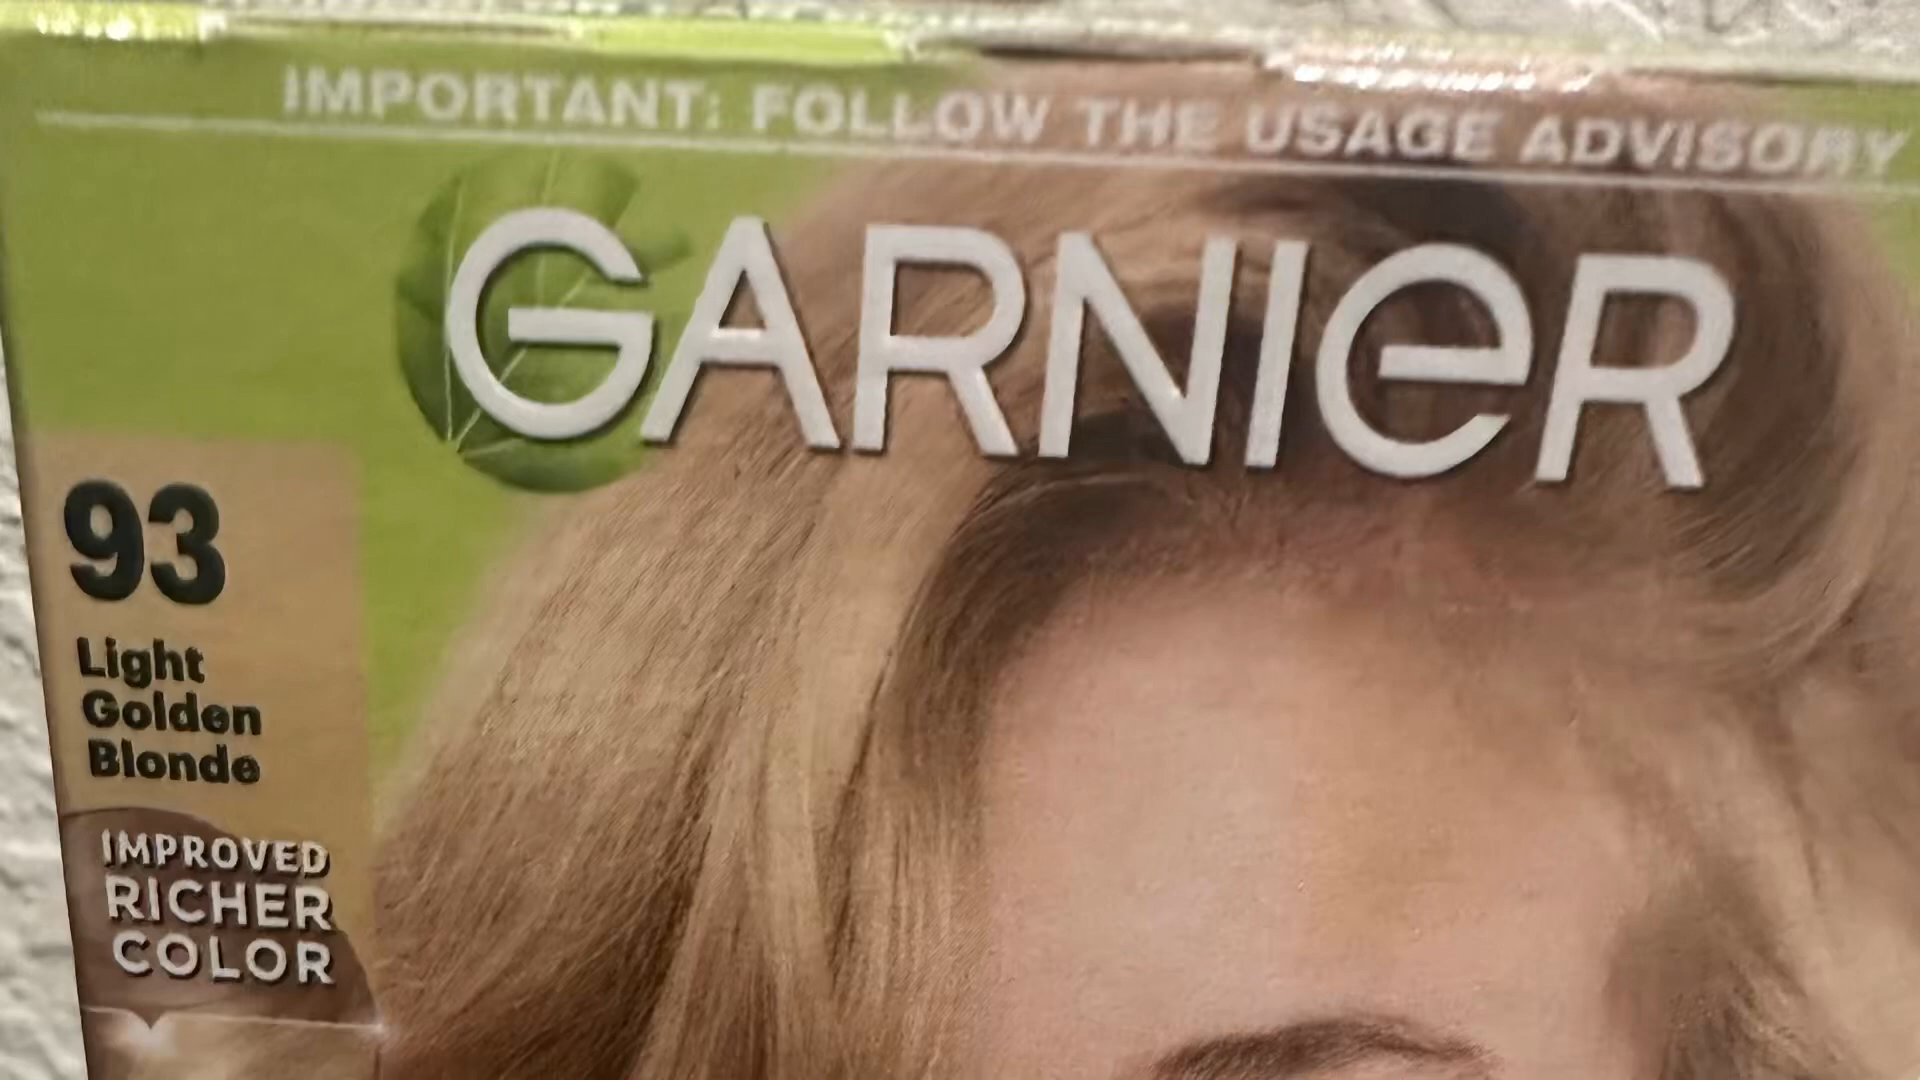 IMPORTANT: FOLLOW THE USAGE ADVISORY
GARNIER
93
Light
Golden
Blonde
IMPROVED
RICHER
COLOR